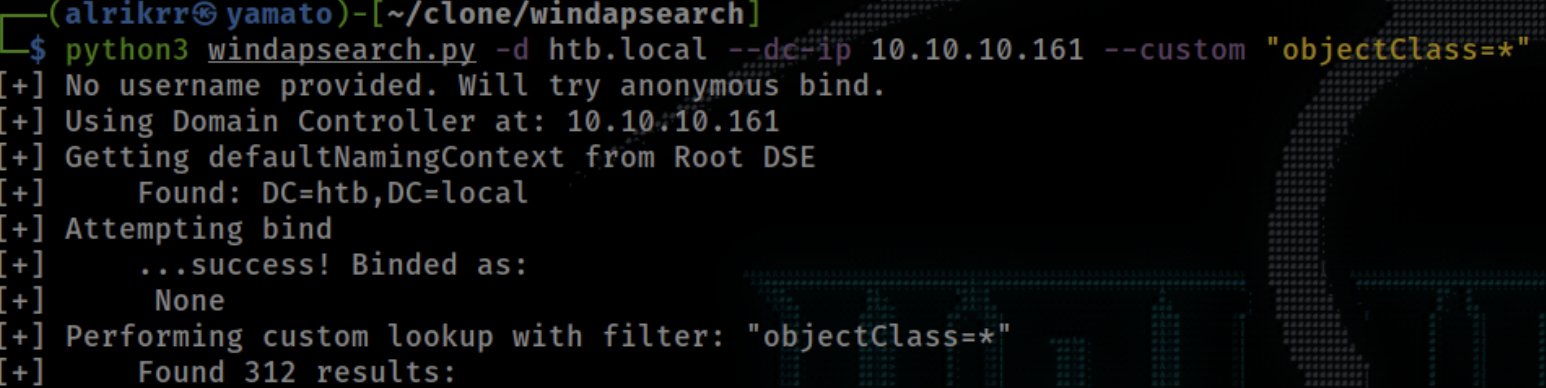 ┌──(alrikrr㉿yamato)-[~/clone/windapsearch]
└─$ python3 windapsearch.py -d htb.local --dc-ip 10.10.10.161 --custom "objectClass=*"
[+] No username provided. Will try anonymous bind.
[+] Using Domain Controller at: 10.10.10.161
[+] Getting defaultNamingContext from Root DSE
[+]     Found: DC=htb,DC=local
[+] Attempting bind
[+]     ...success! Binded as:
[+]      None
[+] Performing custom lookup with filter: "objectClass=*"
[+]     Found 312 results: